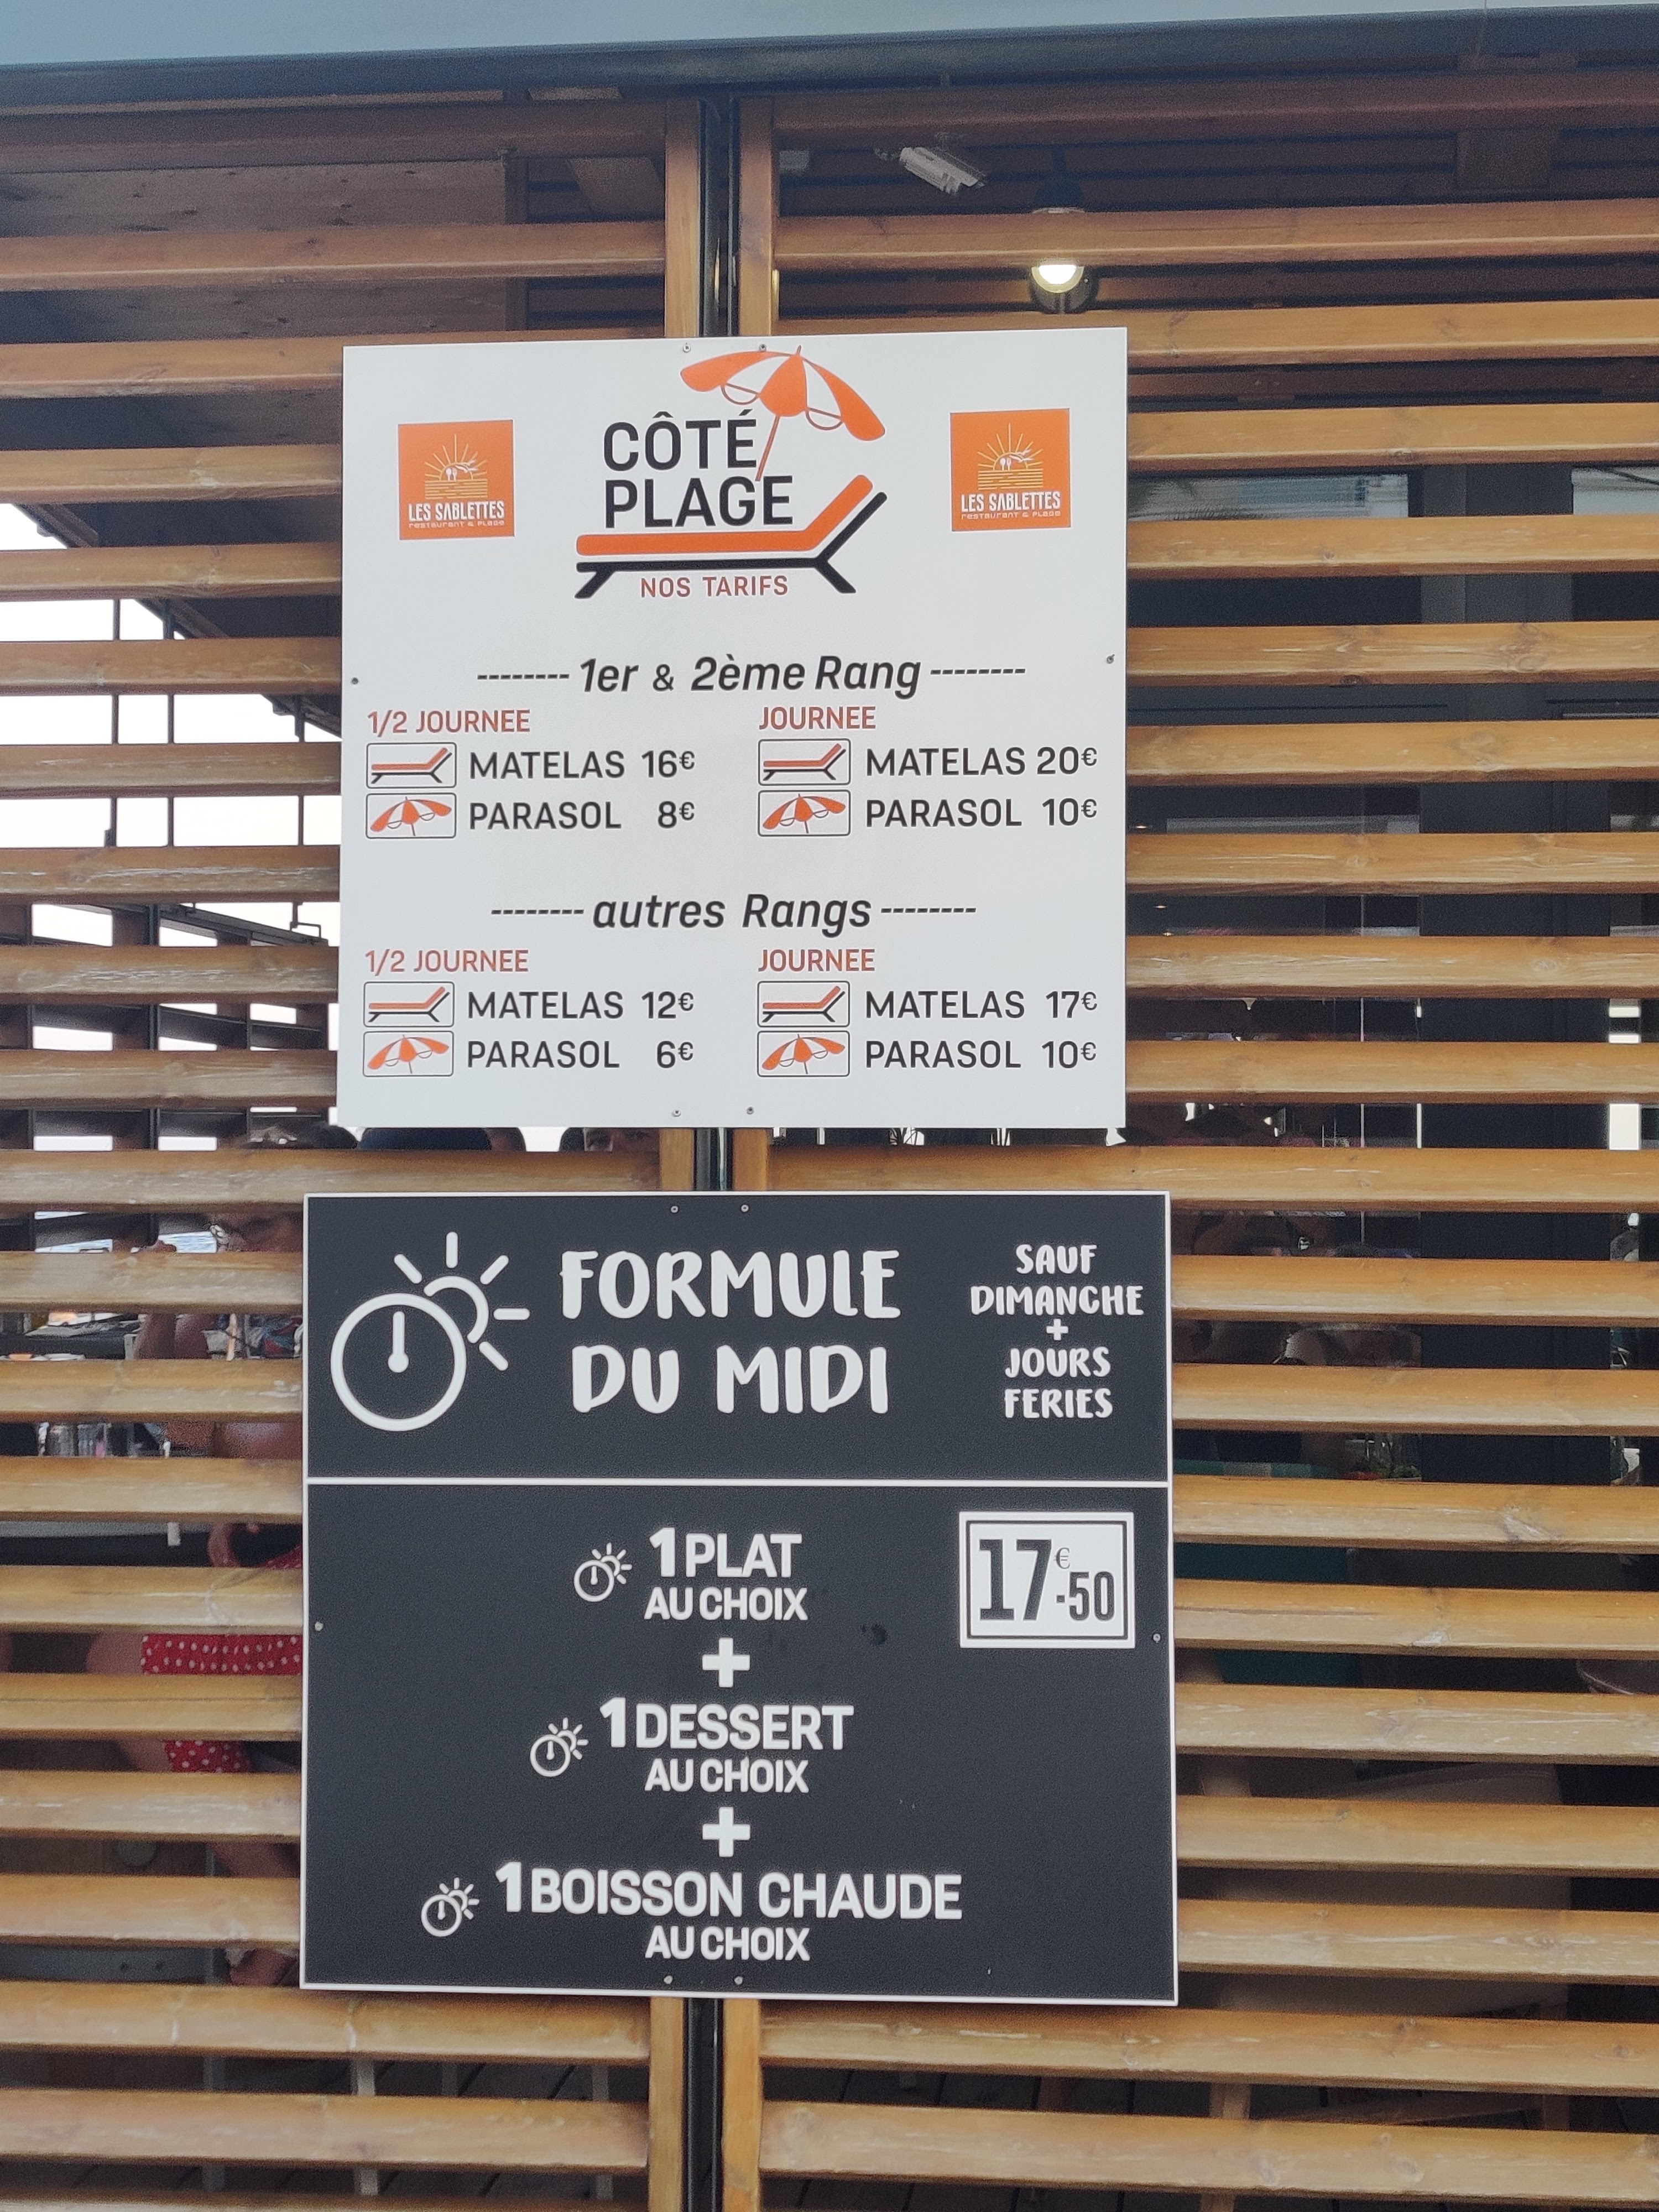 CÔTÉ
PLAGE
LES SABLETTES
restaurant & plage
LES SABLETTES
restaurant & plage
NOS TARIFS
-------- 1er & 2ème Rang --------
1/2 JOURNEE
MATELAS 16€
PARASOL 8€
JOURNEE
MATELAS 20€
PARASOL 10€
-------- autres Rangs --------
1/2 JOURNEE
MATELAS 12€
PARASOL 6€
JOURNEE
MATELAS 17€
PARASOL 10€
FORMULE
DU MIDI
SAUF
DIMANCHE
+
JOURS
FERIES
1 PLAT
AU CHOIX
17€-50
+
1 DESSERT
AU CHOIX
+
1 BOISSON CHAUDE
AU CHOIX